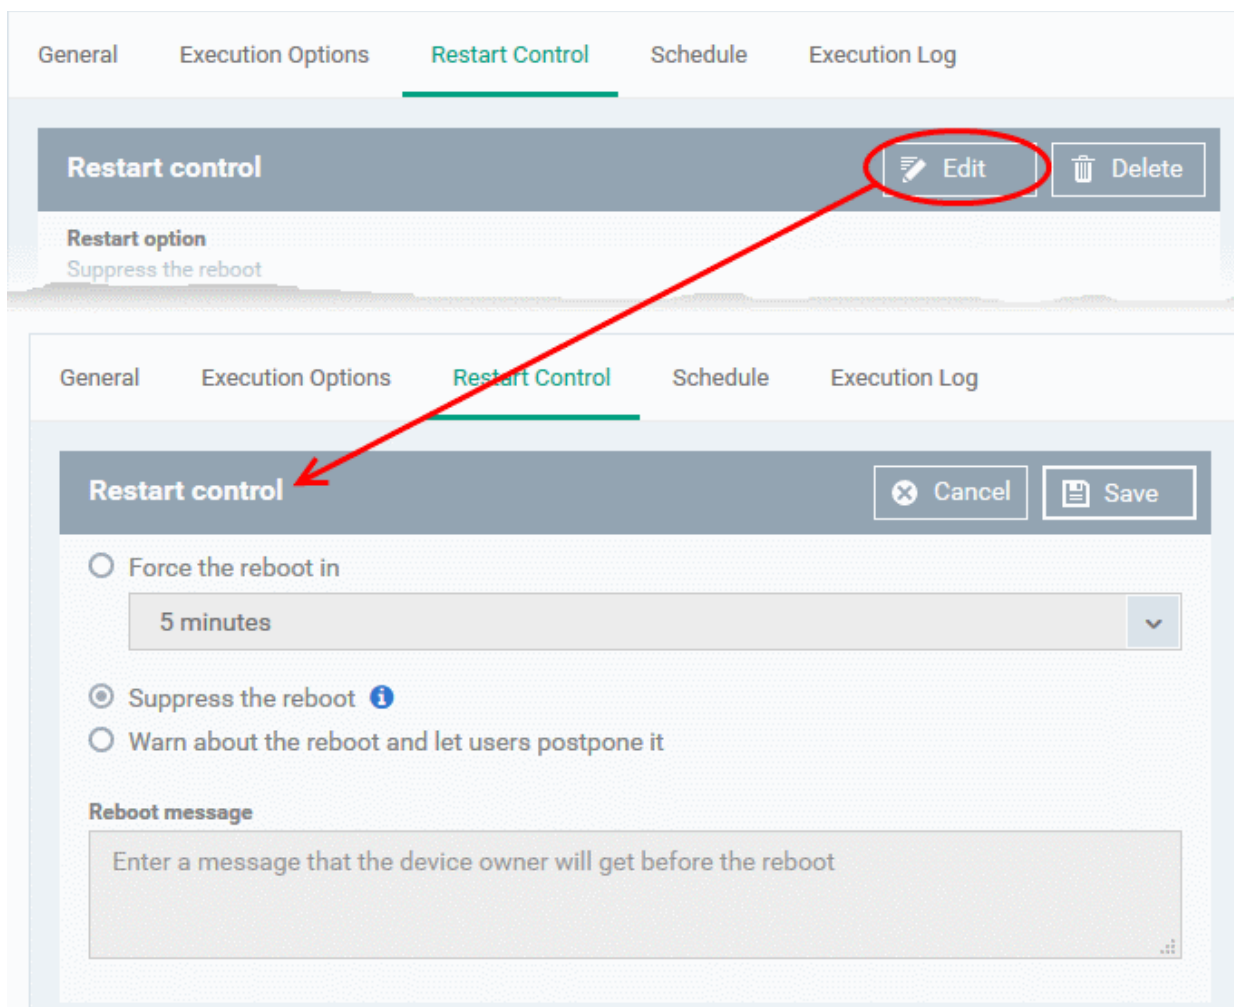 General Execution Options Restart Control Schedule Execution Log
Restart control Edit Delete
Restart option
Suppress the reboot
General Execution Options Restart Control Schedule Execution Log
Restart control Cancel Save
Force the reboot in
5 minutes
Suppress the reboot
Warn about the reboot and let users postpone it
Reboot message
Enter a message that the device owner will get before the reboot